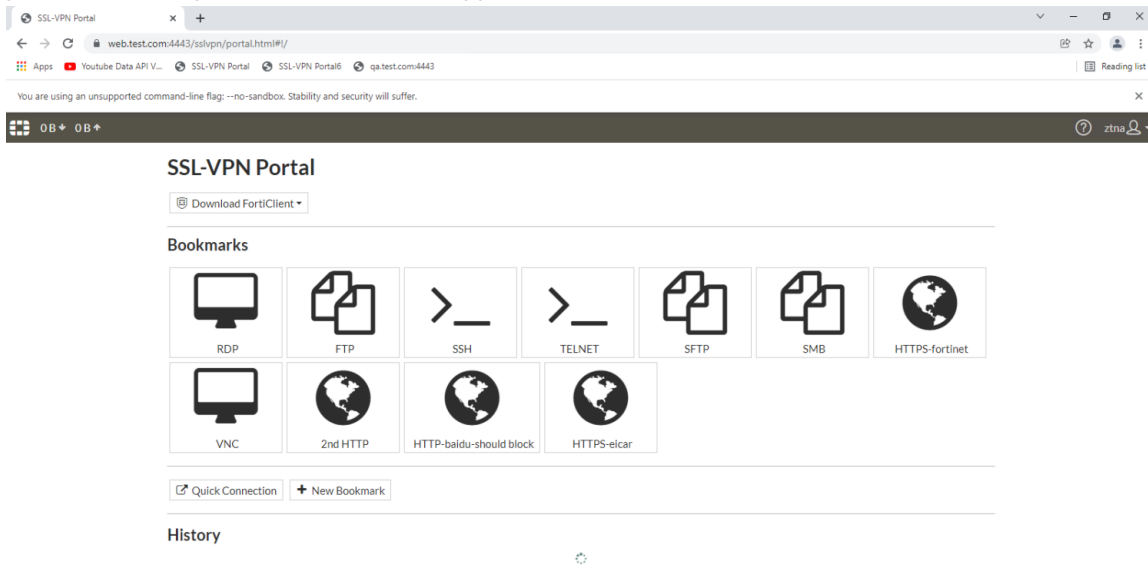 SSL-VPN Portal
web.test.com:4443/sslvpn/portal.html#!/
Apps Youtube Data API V... SSL-VPN Portal SSL-VPN Portal6 qa.test.com:4443 Reading list
You are using an unsupported command-line flag: --no-sandbox. Stability and security will suffer.
0B 0B ztna
SSL-VPN Portal
Download FortiClient
Bookmarks
RDP FTP SSH TELNET SFTP SMB HTTPS-fortinet
VNC 2nd HTTP HTTP-baidu-should block HTTPS-eicar
Quick Connection New Bookmark
History